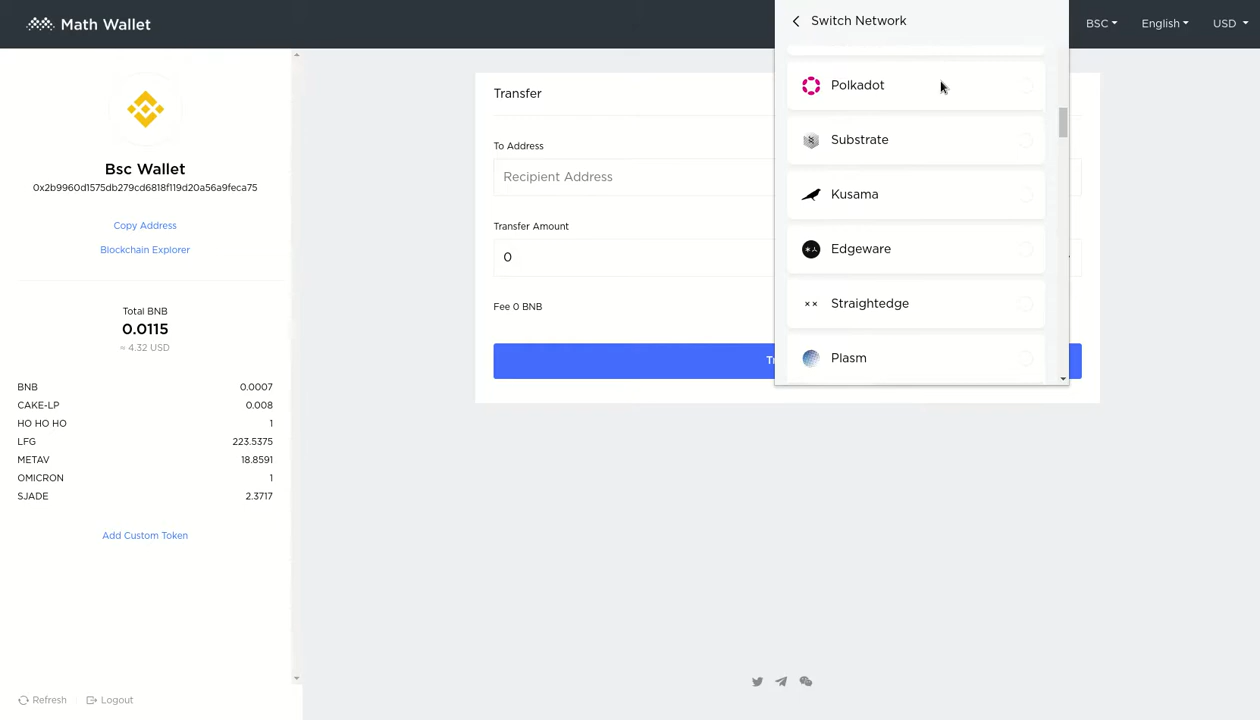 Math Wallet
Switch Network
BSC
English
USD
Bsc Wallet
0x2b9960d1575db279cd6818f119d20a56a9feca75
Copy Address
Blockchain Explorer
Total BNB
0.0115
≈ 4.32 USD
BNB 0.0007
CAKE-LP 0.008
HO HO HO 1
LFG 223.5375
METAV 18.8591
OMICRON 1
SJADE 2.3717
Add Custom Token
Refresh
Logout
Transfer
To Address
Recipient Address
Transfer Amount
0
Fee 0 BNB
Polkadot
Substrate
Kusama
Edgeware
Straightedge
Plasm